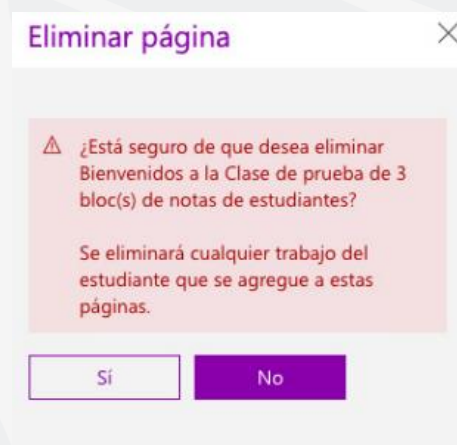 Eliminar página
¿Está seguro de que desea eliminar
Bienvenidos a la Clase de prueba de 3
bloc(s) de notas de estudiantes?
Se eliminará cualquier trabajo del
estudiante que se agregue a estas
páginas.
Sí
No